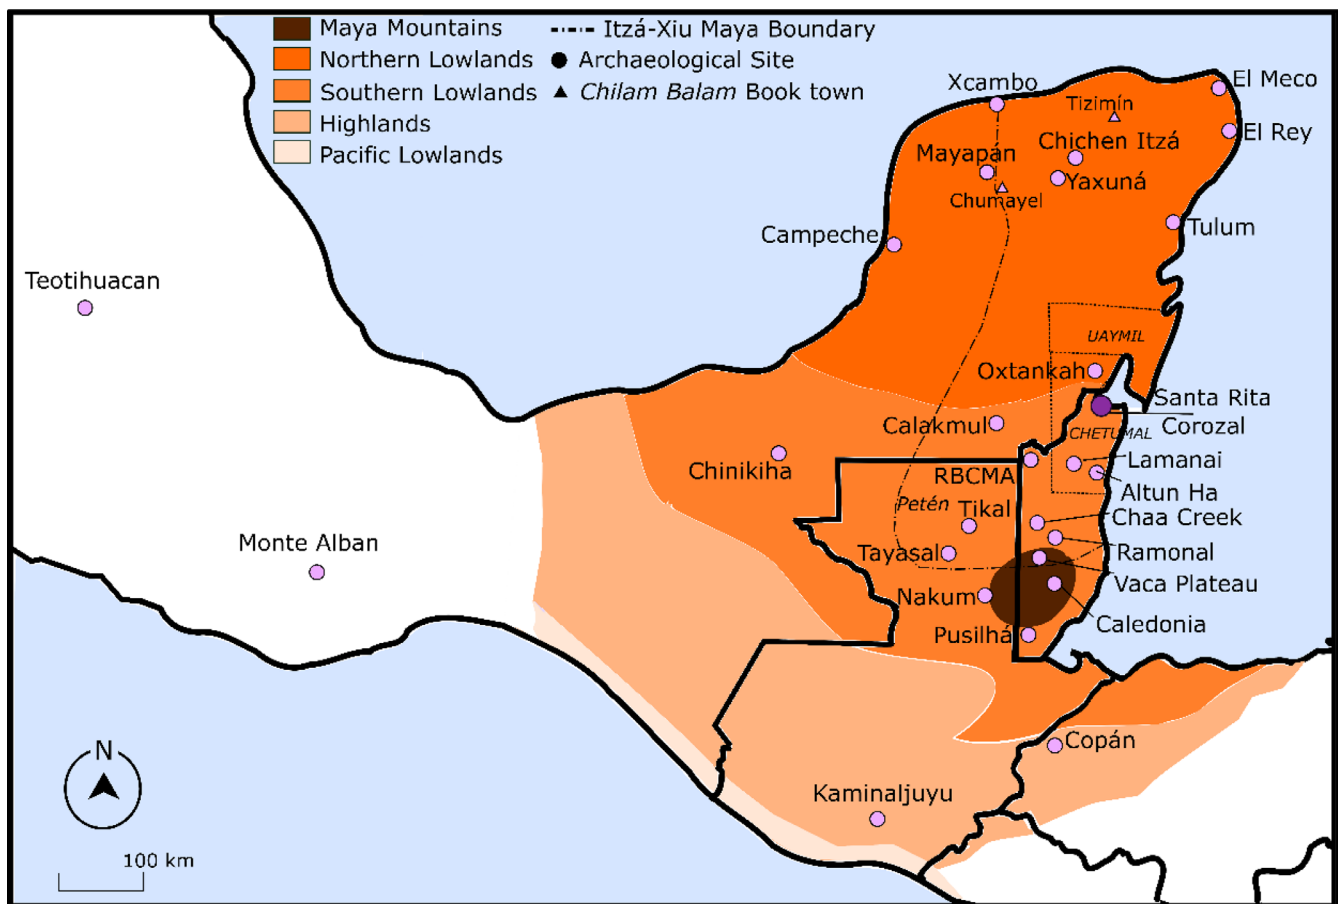 Maya Mountains
Northern Lowlands
Southern Lowlands
Highlands
Pacific Lowlands
Itzá-Xiu Maya Boundary
Archaeological Site
Chilam Balam Book town
Xcambo
Tizimín
El Meco
El Rey
Chichen Itzá
Mayapán
Yaxuná
Chumayel
Tulum
Campeche
Teotihuacan
UAYMIL
Oxtankah
Santa Rita
Corozal
Calakmul
CHETUMAL
Chinikiha
RBCMA
Lamanai
Altun Ha
Petén
Tikal
Chaa Creek
Monte Alban
Tayasal
Ramonal
Vaca Plateau
Nakum
Caledonia
Pusilhá
Copán
N
Kaminaljuyu
100 km